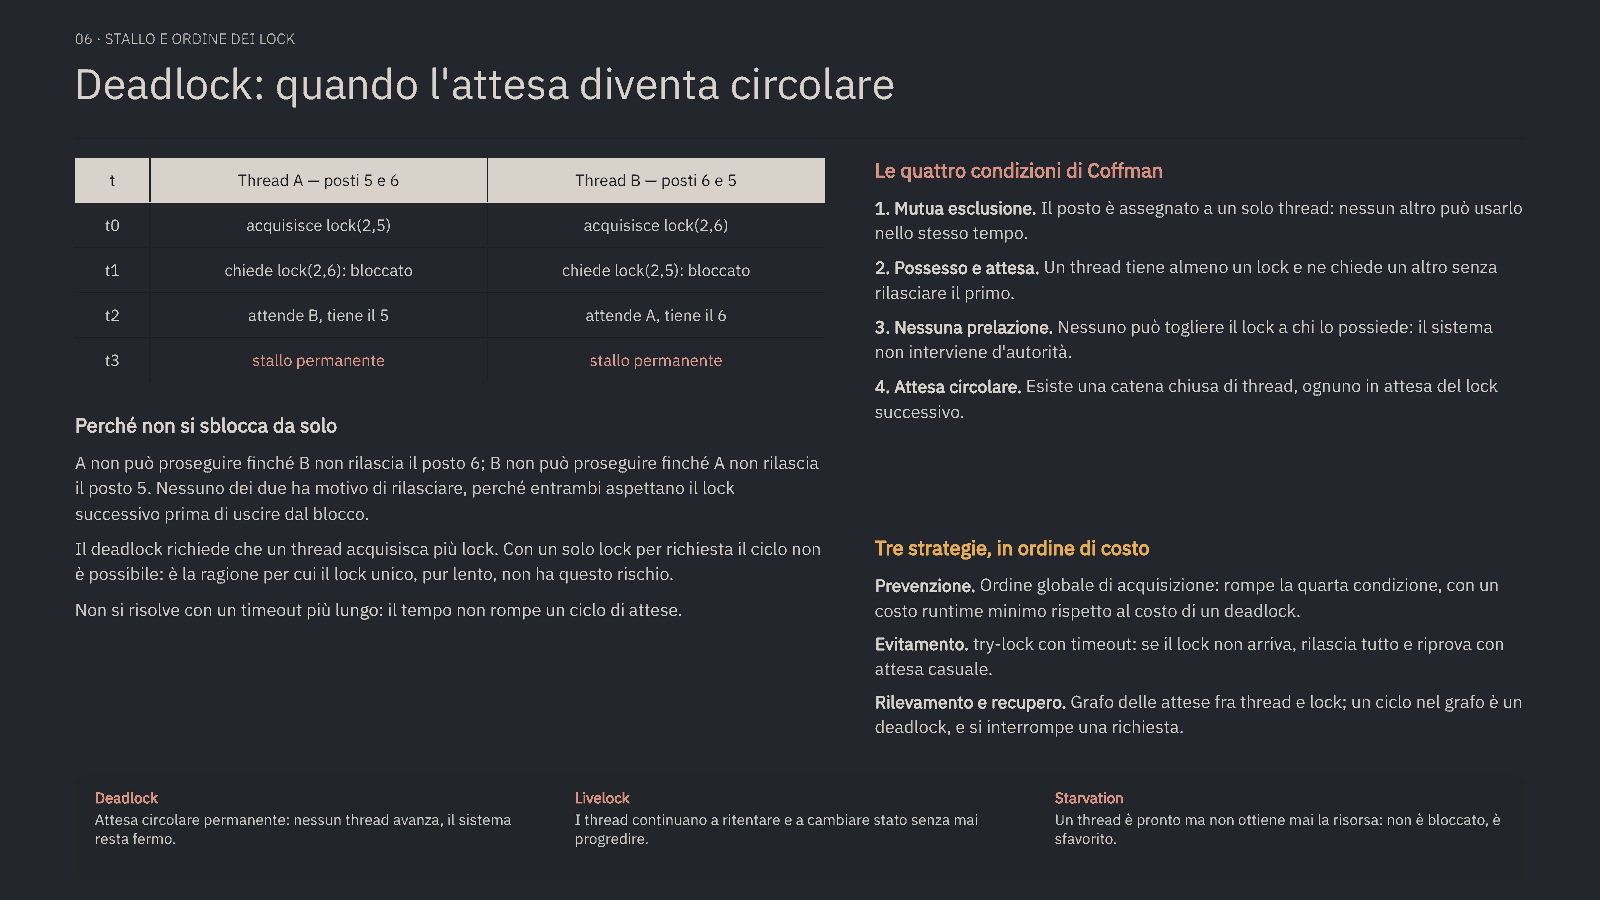 06 · STALLO E ORDINE DEI LOCK
Deadlock: quando l'attesa diventa circolare
t Thread A — posti 5 e 6 Thread B — posti 6 e 5
t0 acquisisce lock(2,5) acquisisce lock(2,6)
t1 chiede lock(2,6): bloccato chiede lock(2,5): bloccato
t2 attende B, tiene il 5 attende A, tiene il 6
t3 stallo permanente stallo permanente
Perché non si sblocca da solo
A non può proseguire finché B non rilascia il posto 6; B non può proseguire finché A non rilascia
il posto 5. Nessuno dei due ha motivo di rilasciare, perché entrambi aspettano il lock
successivo prima di uscire dal blocco.
Il deadlock richiede che un thread acquisisca più lock. Con un solo lock per richiesta il ciclo non
è possibile: è la ragione per cui il lock unico, pur lento, non ha questo rischio.
Non si risolve con un timeout più lungo: il tempo non rompe un ciclo di attese.
Le quattro condizioni di Coffman
1. Mutua esclusione. Il posto è assegnato a un solo thread: nessun altro può usarlo
nello stesso tempo.
2. Possesso e attesa. Un thread tiene almeno un lock e ne chiede un altro senza
rilasciare il primo.
3. Nessuna prelazione. Nessuno può togliere il lock a chi lo possiede: il sistema
non interviene d'autorità.
4. Attesa circolare. Esiste una catena chiusa di thread, ognuno in attesa del lock
successivo.
Tre strategie, in ordine di costo
Prevenzione. Ordine globale di acquisizione: rompe la quarta condizione, con un
costo runtime minimo rispetto al costo di un deadlock.
Evitamento. try-lock con timeout: se il lock non arriva, rilascia tutto e riprova con
attesa casuale.
Rilevamento e recupero. Grafo delle attese fra thread e lock; un ciclo nel grafo è un
deadlock, e si interrompe una richiesta.
Deadlock
Attesa circolare permanente: nessun thread avanza, il sistema
resta fermo.
Livelock
I thread continuano a ritentare e a cambiare stato senza mai
progredire.
Starvation
Un thread è pronto ma non ottiene mai la risorsa: non è bloccato, è
sfavorito.